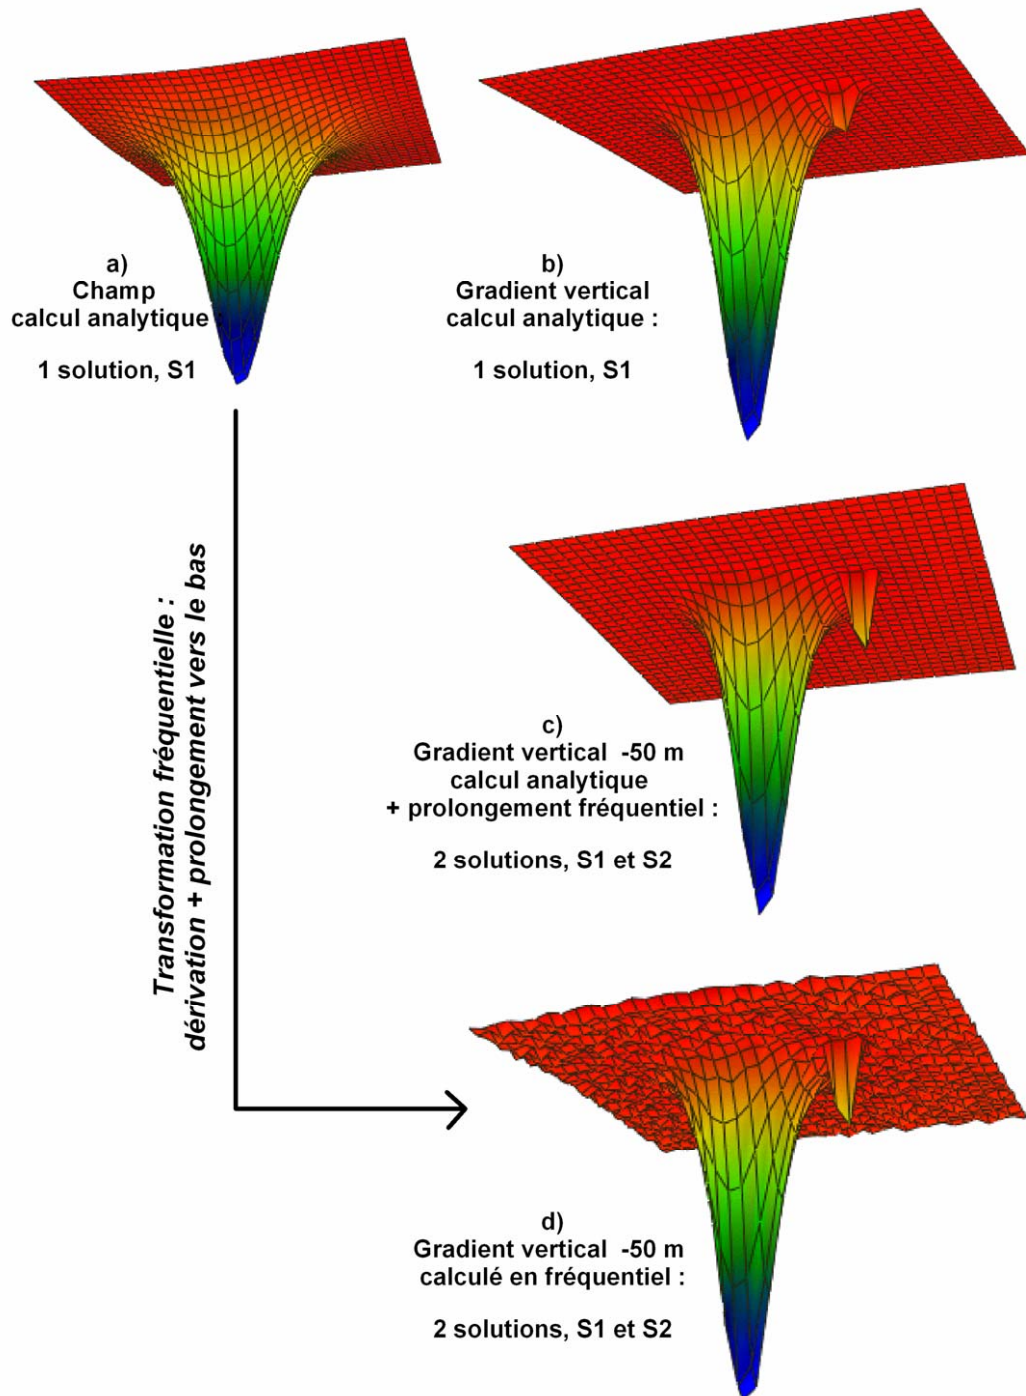 a)
Champ
calcul analytique
1 solution, S1
b)
Gradient vertical
calcul analytique :
1 solution, S1
Transformation fréquentielle :
dérivation + prolongement vers le bas
c)
Gradient vertical -50 m
calcul analytique
+ prolongement fréquentiel :
2 solutions, S1 et S2
d)
Gradient vertical -50 m
calculé en fréquentiel :
2 solutions, S1 et S2